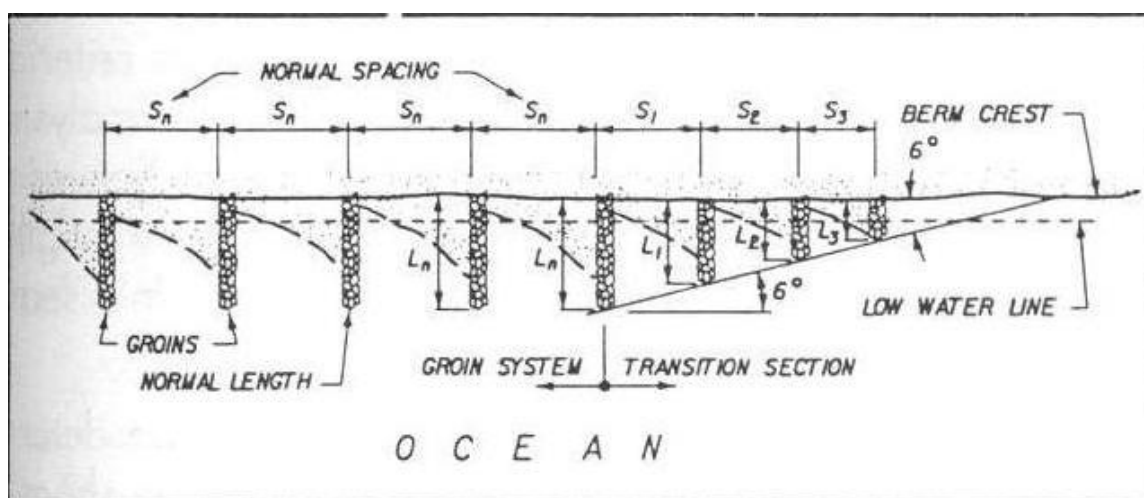 NORMAL SPACING
Sn Sn Sn Sn S1 S2 S3
BERM CREST
6°
Ln Ln L1 L2 L3
6°
LOW WATER LINE
GROINS
NORMAL LENGTH
GROIN SYSTEM TRANSITION SECTION
OCEAN